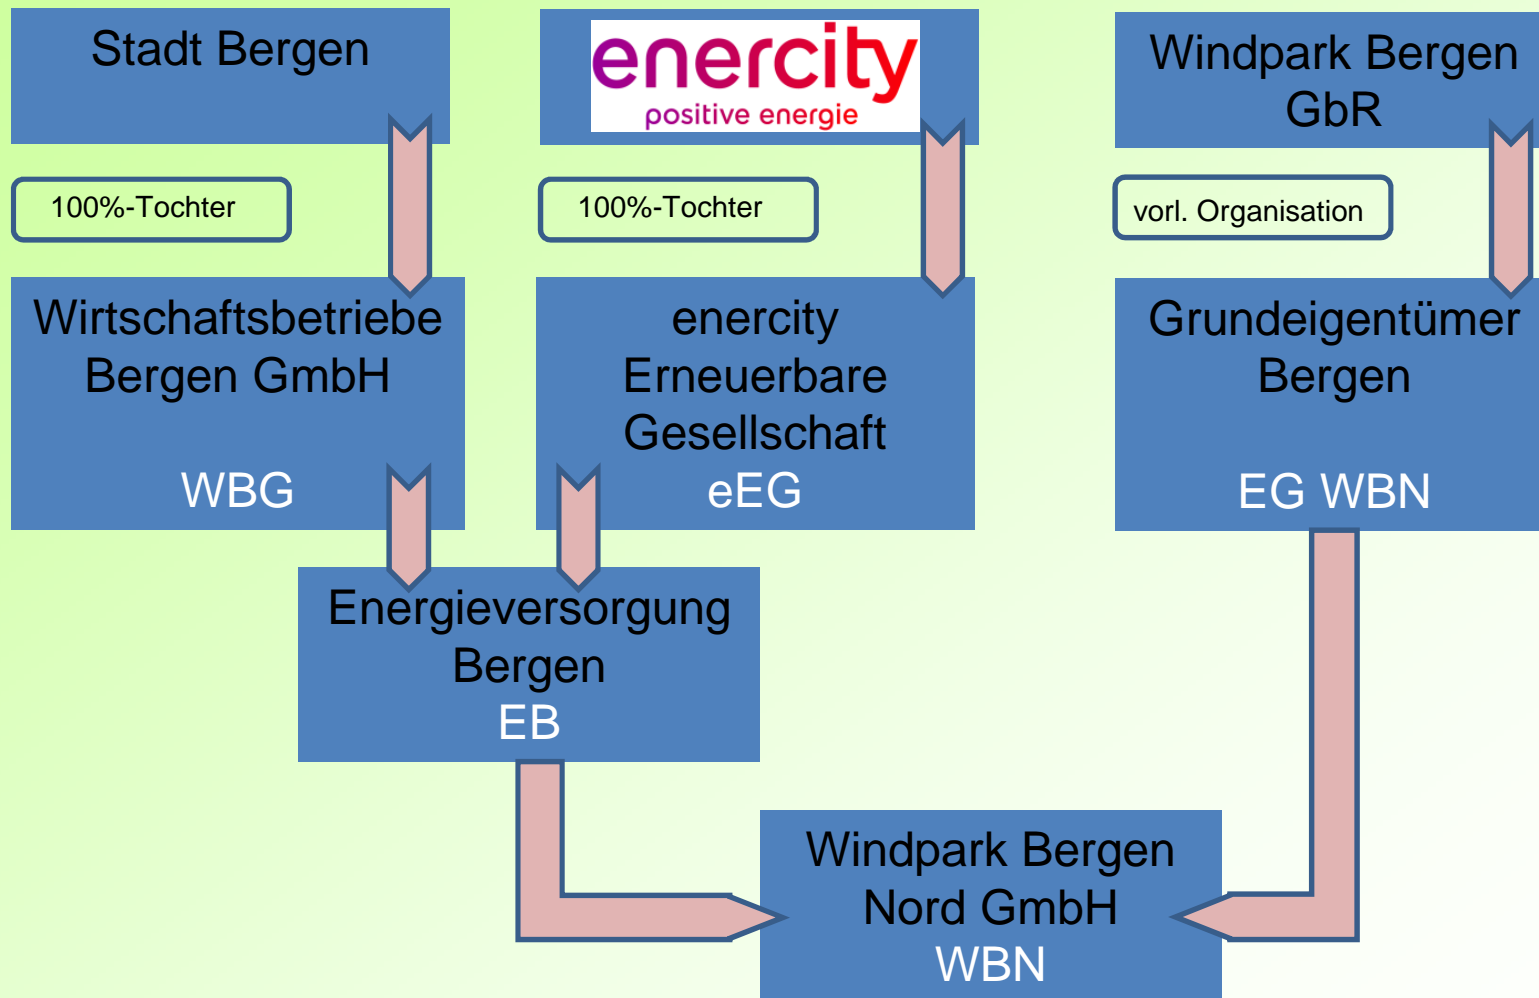 Stadt Bergen
enercity
positive energie
Windpark Bergen
GbR
100%-Tochter
100%-Tochter
vorl. Organisation
Wirtschaftsbetriebe
Bergen GmbH
WBG
enercity
Erneuerbare
Gesellschaft
eEG
Grundeigentümer
Bergen
EG WBN
Energieversorgung
Bergen
EB
Windpark Bergen
Nord GmbH
WBN